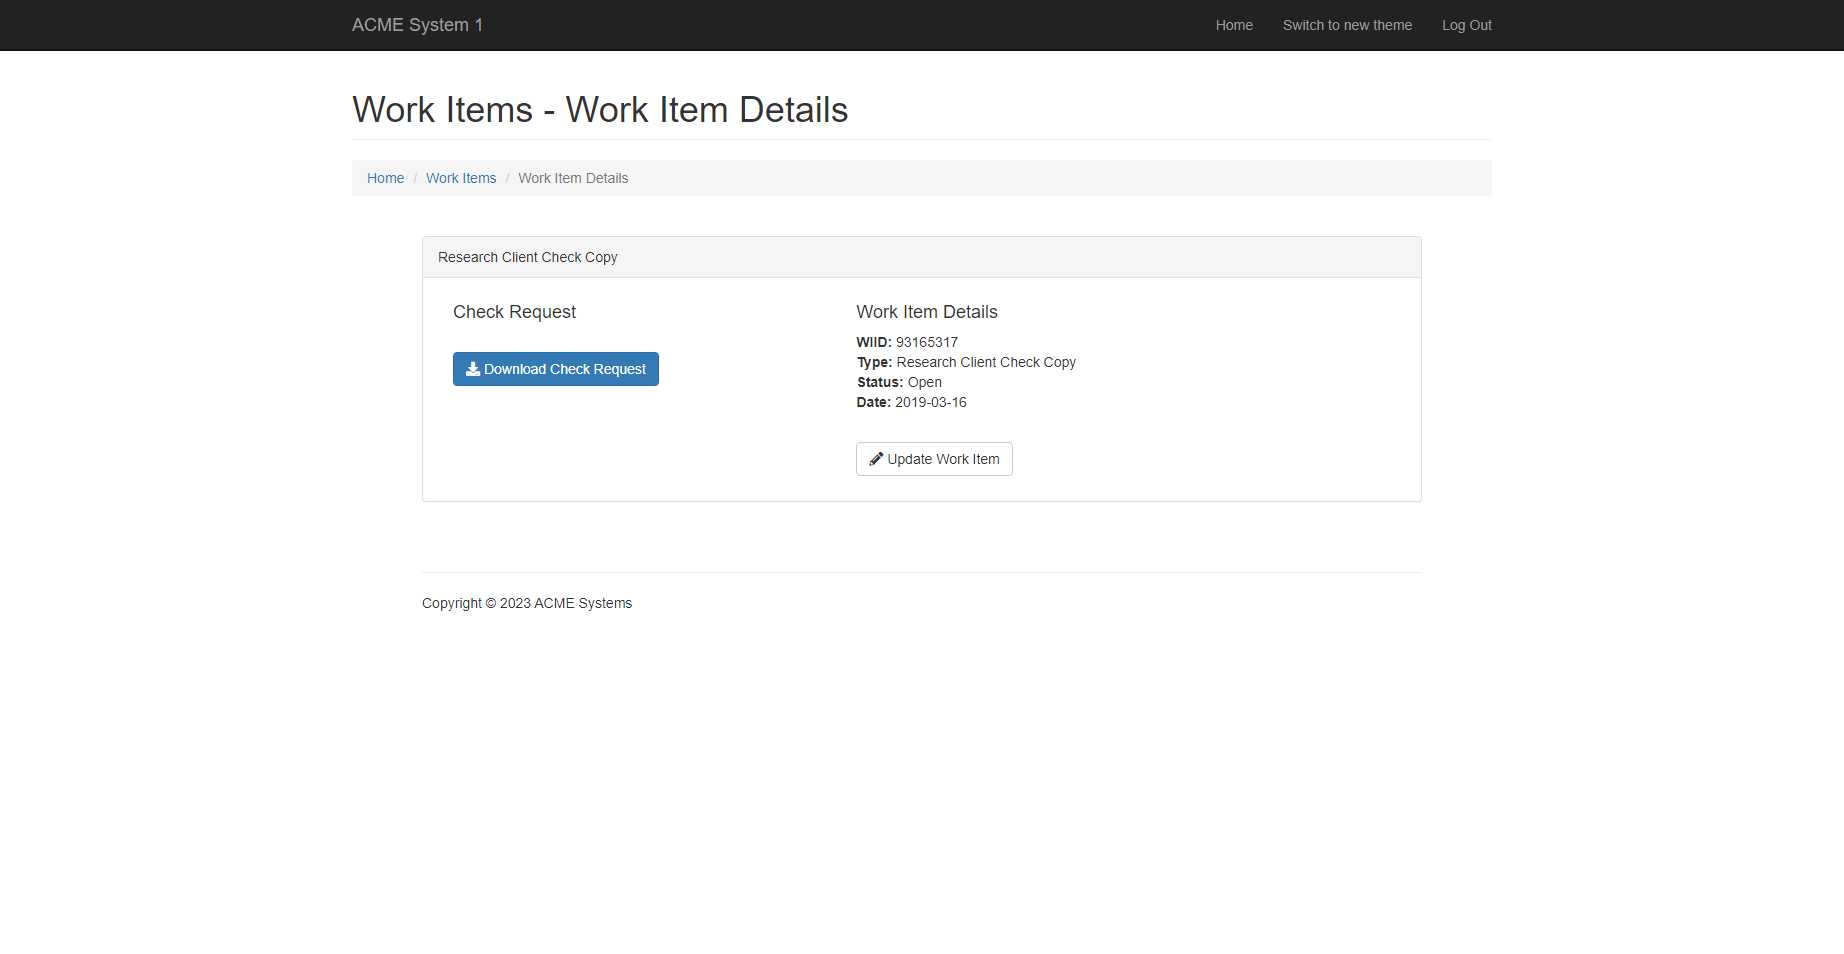 ACME System 1
Home
Switch to new theme
Log Out
Work Items - Work Item Details
Home / Work Items / Work Item Details
Research Client Check Copy
Check Request
Download Check Request
Work Item Details
WIID: 93165317
Type: Research Client Check Copy
Status: Open
Date: 2019-03-16
Update Work Item
Copyright © 2023 ACME Systems